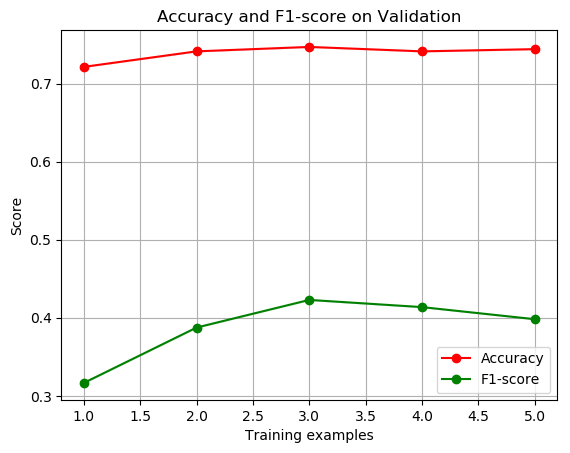 Accuracy and F1-score on Validation
Score
0.7
0.6
0.5
0.4
0.3
Accuracy
F1-score
1.0 1.5 2.0 2.5 3.0 3.5 4.0 4.5 5.0
Training examples